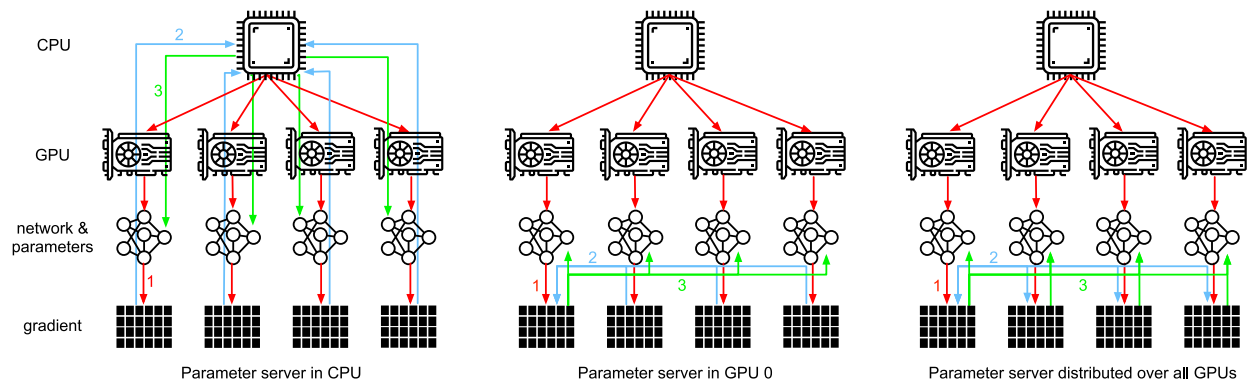 CPU
2
3
GPU
network &
parameters
1
2
3
1
2
3
1
gradient
Parameter server in CPU
Parameter server in GPU 0
Parameter server distributed over all GPUs